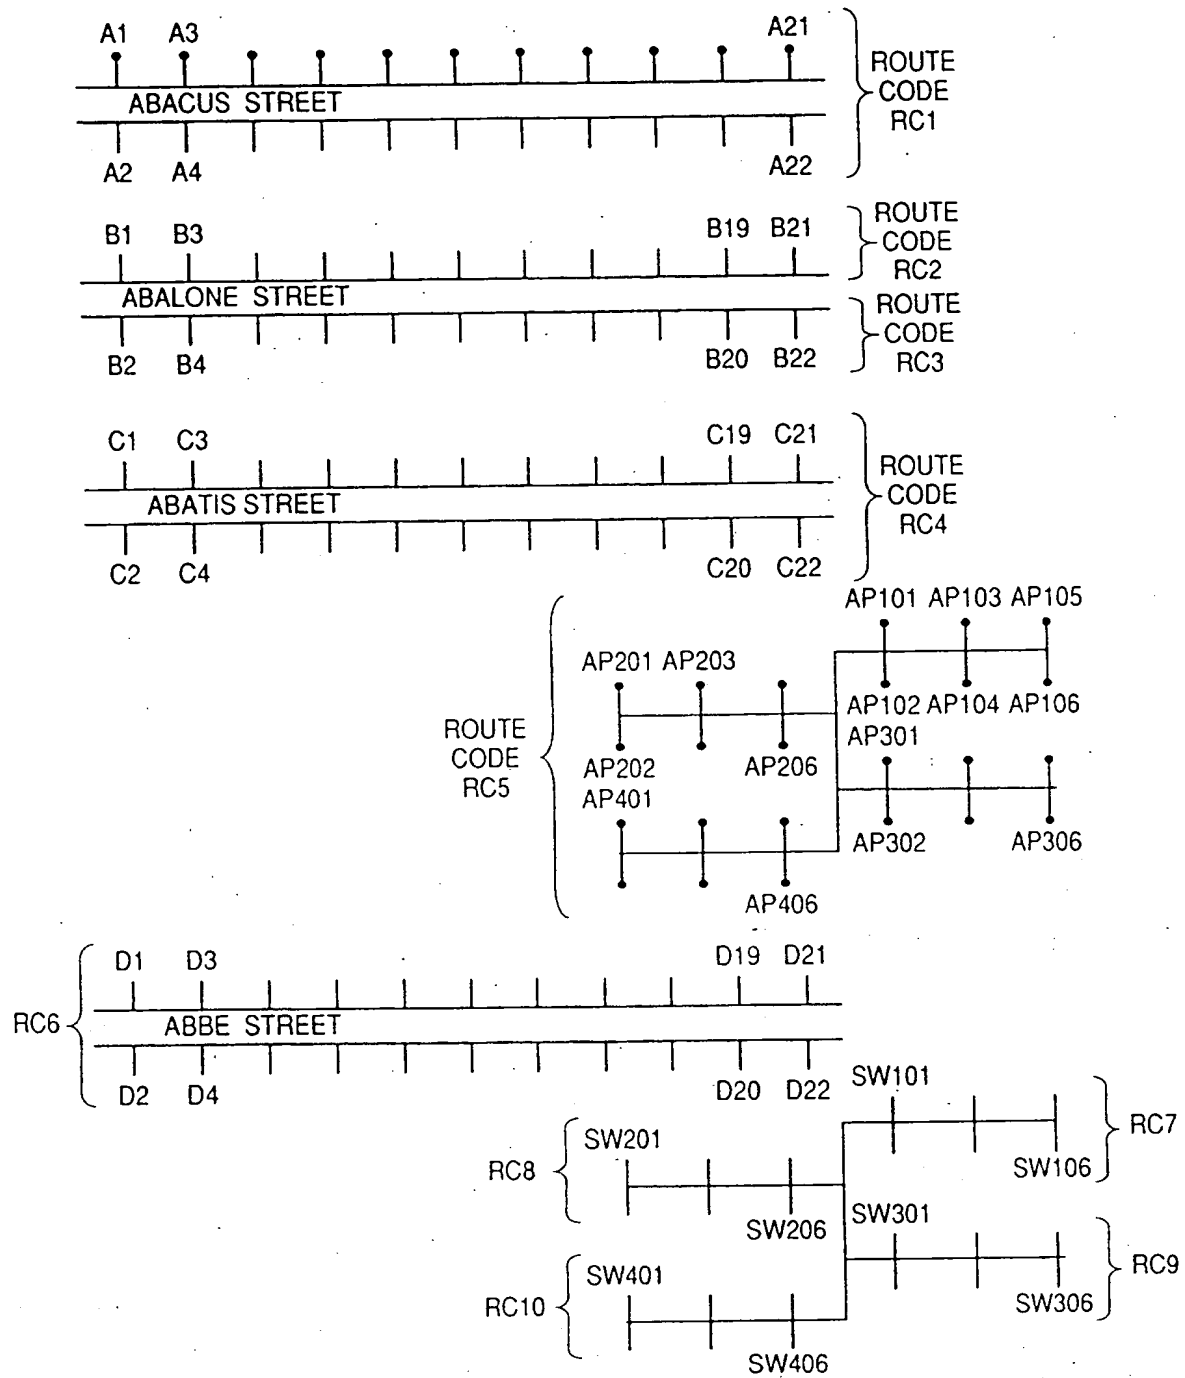 A1 A3 A21
ROUTE
CODE
RC1
ABACUS STREET
A2 A4 A22
B1 B3 B19 B21
ROUTE
CODE
RC2
ABALONE STREET
B2 B4 B20 B22
ROUTE
CODE
RC3
C1 C3 C19 C21
ROUTE
CODE
RC4
ABATIS STREET
C2 C4 C20 C22
AP101 AP103 AP105
AP201 AP203
AP102 AP104 AP106
ROUTE
CODE
RC5
AP301
AP202 AP206
AP401
AP302 AP306
AP406
D1 D3 D19 D21
RC6
ABBE STREET
D2 D4 D20 D22
SW101
RC7
SW201
RC8
SW106
SW206
SW301
RC9
SW401
RC10
SW306
SW406